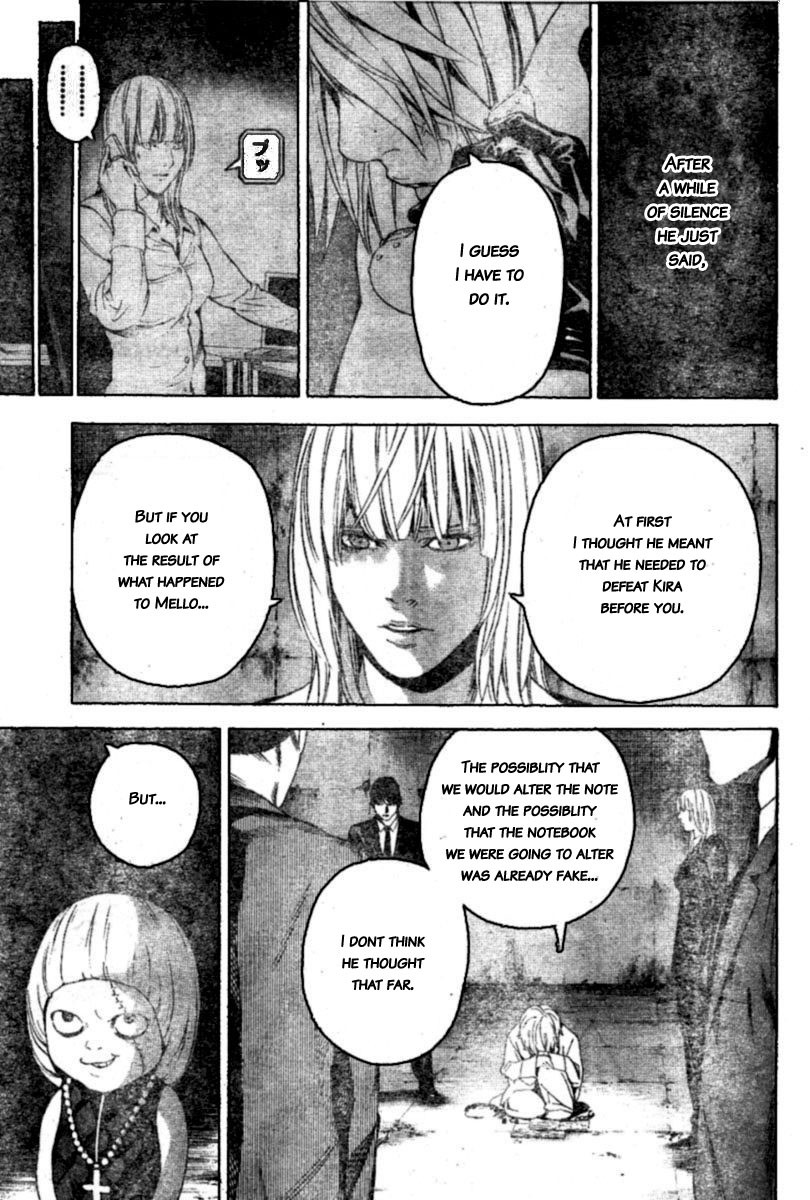 AFTER
A WHILE
OF SILENCE
HE JUST
SAID,
I GUESS
I HAVE TO
DO IT.
プッ
............
AT FIRST
I THOUGHT HE MEANT
THAT HE NEEDED TO
DEFEAT KIRA
BEFORE YOU.
BUT IF YOU
LOOK AT
THE RESULT OF
WHAT HAPPENED
TO MELLO...
THE POSSIBLITY THAT
WE WOULD ALTER THE NOTE
AND THE POSSIBLITY
THAT THE NOTEBOOK
WE WERE GOING TO ALTER
WAS ALREADY FAKE...
I DONT THINK
HE THOUGHT
THAT FAR.
BUT...